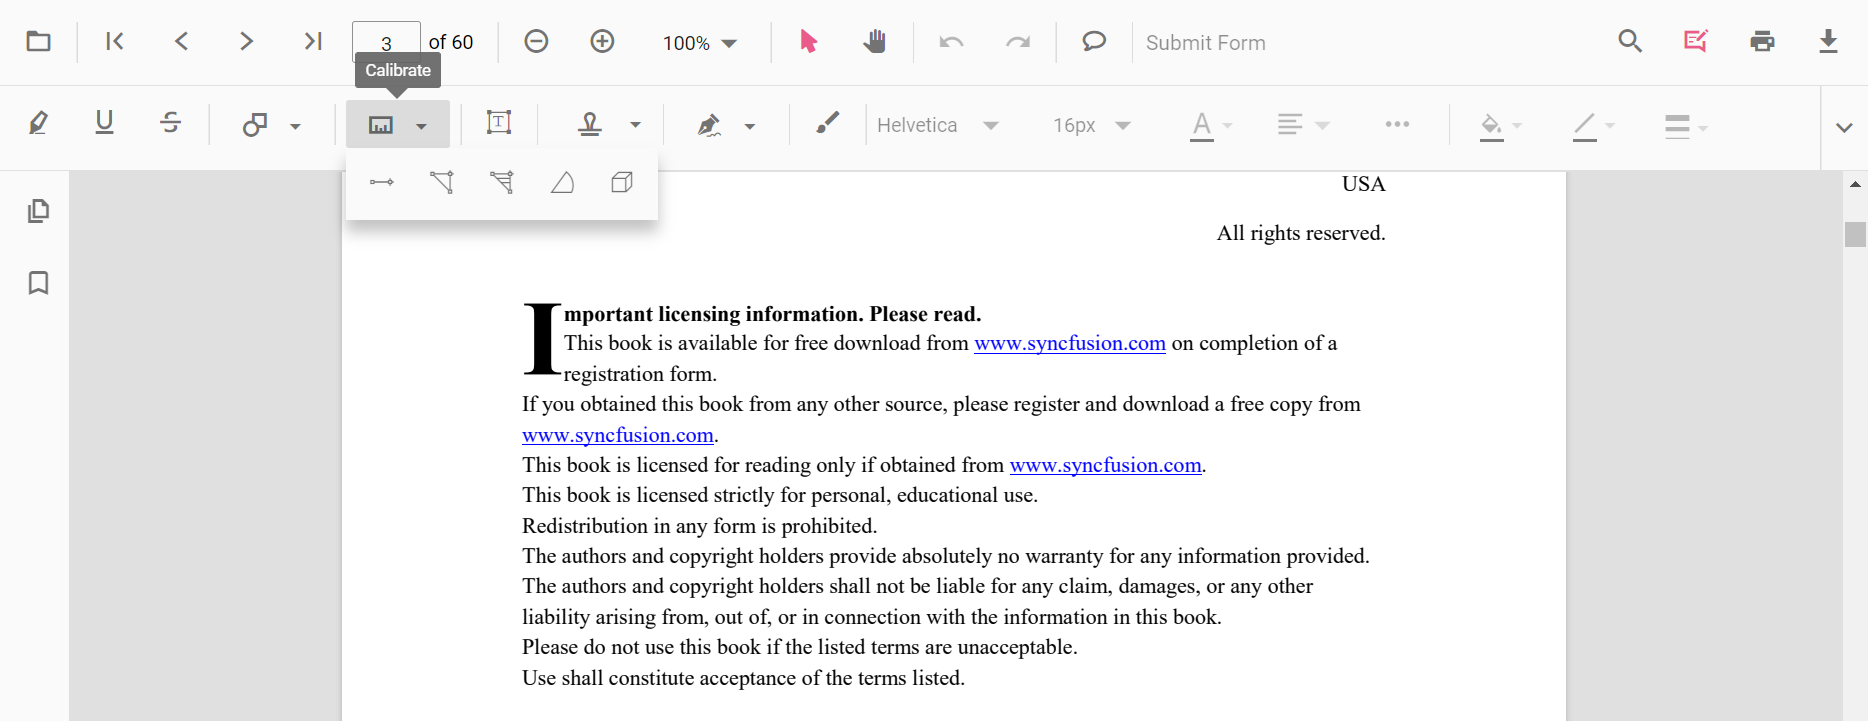 3 of 60
100%
Submit Form
Calibrate
Helvetica
16px
USA
All rights reserved.
Important licensing information. Please read.
This book is available for free download from www.syncfusion.com on completion of a
registration form.
If you obtained this book from any other source, please register and download a free copy from
www.syncfusion.com.
This book is licensed for reading only if obtained from www.syncfusion.com.
This book is licensed strictly for personal, educational use.
Redistribution in any form is prohibited.
The authors and copyright holders provide absolutely no warranty for any information provided.
The authors and copyright holders shall not be liable for any claim, damages, or any other
liability arising from, out of, or in connection with the information in this book.
Please do not use this book if the listed terms are unacceptable.
Use shall constitute acceptance of the terms listed.